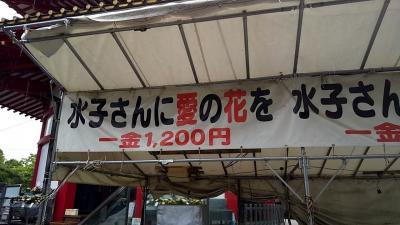 水子さんに愛の花を 水子さん
一金1,200円 一金